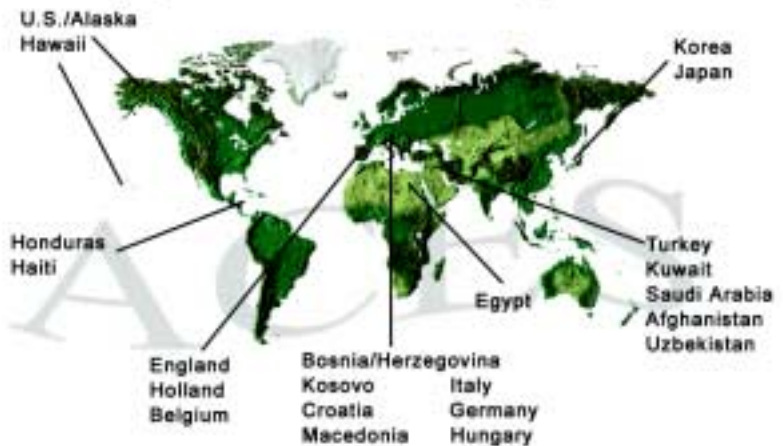 U.S./Alaska
Hawaii
Korea
Japan
Honduras
Haiti
Turkey
Kuwait
Saudi Arabia
Afghanistan
Uzbekistan
Egypt
England
Holland
Belgium
Bosnia/Herzegovina
Kosovo Italy
Croatia Germany
Macedonia Hungary
ACES